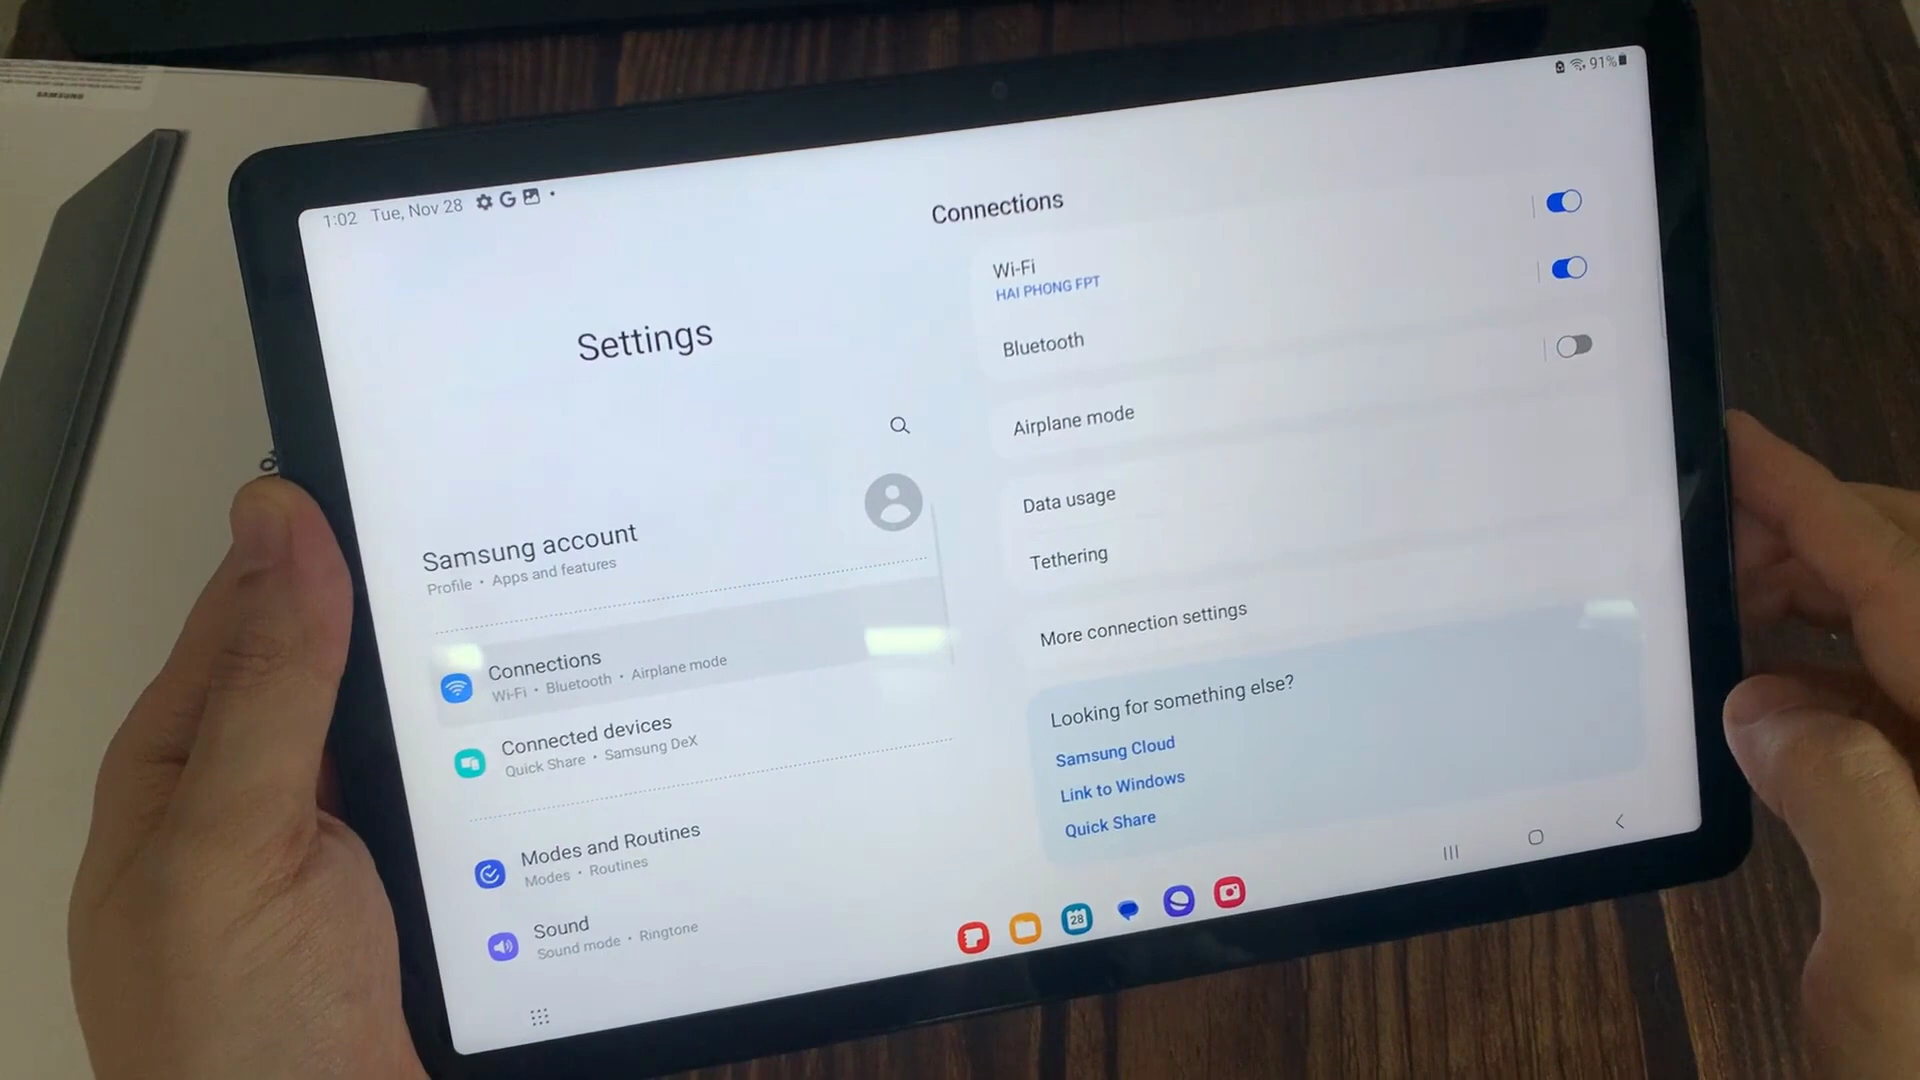 SAMSUNG
1:02 Tue, Nov 28
91%
Settings
Samsung account
Profile • Apps and features
Connections
Wi-Fi • Bluetooth • Airplane mode
Connected devices
Quick Share • Samsung DeX
Modes and Routines
Modes • Routines
Sound
Sound mode • Ringtone
Connections
Wi-Fi
HAI PHONG FPT
Bluetooth
Airplane mode
Data usage
Tethering
More connection settings
Looking for something else?
Samsung Cloud
Link to Windows
Quick Share
28